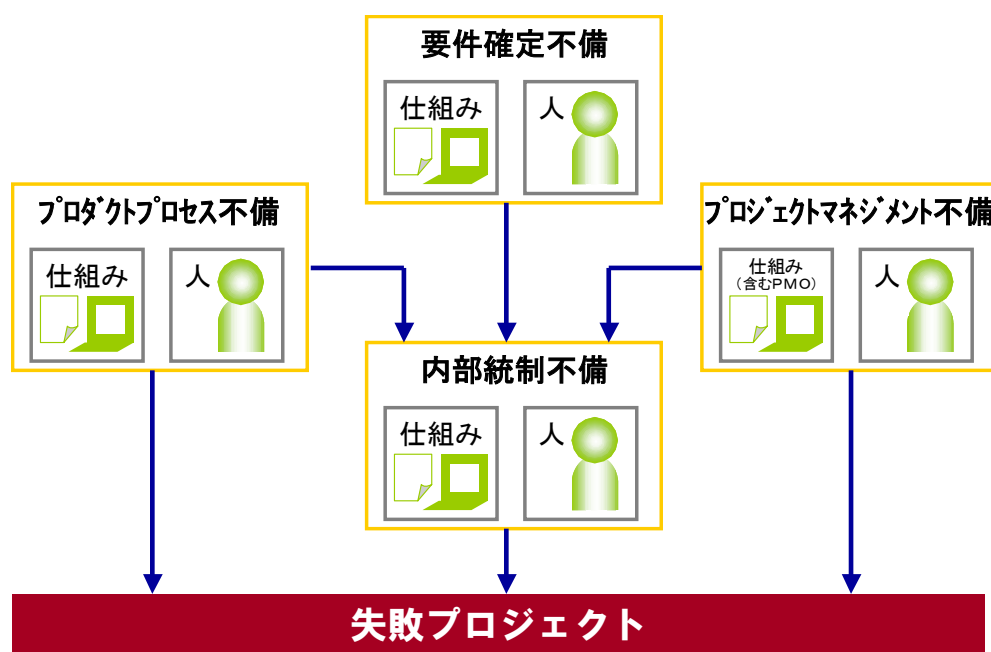 要件確定不備
仕組み
人
プロダクトプロセス不備
仕組み
人
プロジェクトマネジメント不備
仕組み
（含むPMO）
人
内部統制不備
仕組み
人
失敗プロジェクト